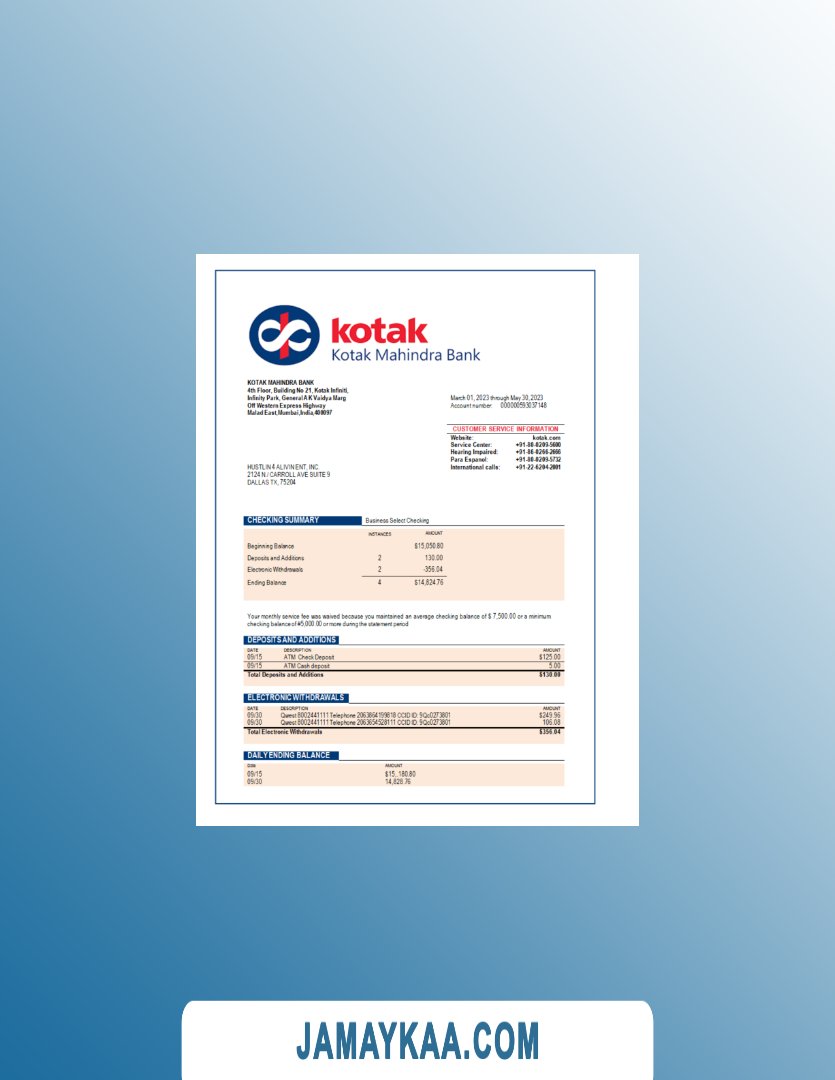 kotak
Kotak Mahindra Bank
KOTAK MAHINDRA BANK
4th Floor, Building No 21, Kotak Infiniti,
Infinity Park, General A K Vaidya Marg
Off Western Express Highway
Malad East,Mumbai,India,400097
March 01, 2023 through May 30, 2023
Account number: 000000593037148
CUSTOMER SERVICE INFORMATION
Website: kotak.com
Service Center: +91-80-0209-5600
Hearing Impaired: +91-86-0266-2666
Para Espanol: +91-80-0209-5732
International calls: +91-22-6204-2001
HUSTLIN 4 ALIVIN ENT, INC
2124 N / CARROLL AVE SUITE 9
DALLAS TX, 75204
CHECKING SUMMARY Business Select Checking
INSTANCES AMOUNT
Beginning Balance $15,050.80
Deposits and Additions 2 130.00
Electronic Withdrawals 2 -356.04
Ending Balance 4 $14,824.76
Your monthly service fee was waived because you maintained an average checking balance of $ 7,500.00 or a minimum
checking balance of #5,000.00 or more during the statement period
DEPOSITS AND ADDITIONS
DATE DESCRIPTION AMOUNT
09/15 ATM Check Deposit $125.00
09/15 ATM Cash deposit 5.00
Total Deposits and Additions $130.00
ELECTRONIC WITHDRAWALS
DATE DESCRIPTION AMOUNT
09/30 Qwest 8002441111 Telephone 2063864199818 CCID ID: 9Qc0273801 $249.96
09/30 Qwest 8002441111 Telephone 2063654528111 CCID ID: 9Qc0273801 106.08
Total Electronic Withdrawals $356.04
DAILY ENDING BALANCE
AMOUNT
09/15 $15,.180.80
09/30 14,828.76
JAMAYKAA.COM